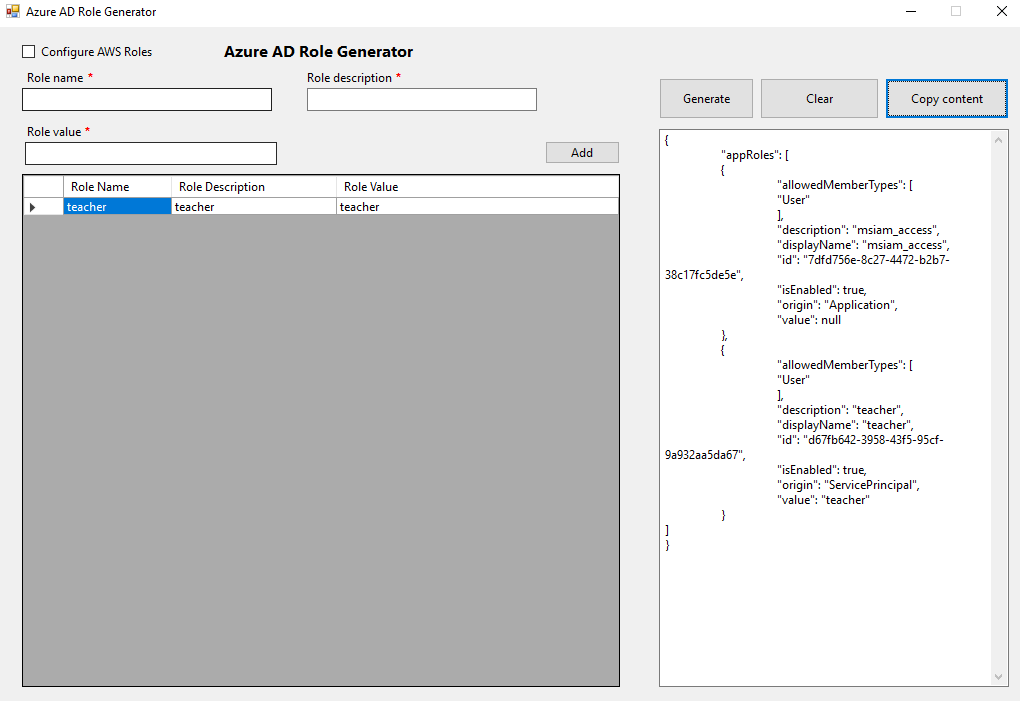 Azure AD Role Generator
Configure AWS Roles
Azure AD Role Generator
Role name *
Role description *
Role value *
Add
Role Name Role Description Role Value
teacher teacher teacher
Generate Clear Copy content
{
"appRoles": [
{
"allowedMemberTypes": [
"User"
],
"description": "msiam_access",
"displayName": "msiam_access",
"id": "7dfd756e-8c27-4472-b2b7-
38c17fc5de5e",
"isEnabled": true,
"origin": "Application",
"value": null
},
{
"allowedMemberTypes": [
"User"
],
"description": "teacher",
"displayName": "teacher",
"id": "d67fb642-3958-43f5-95cf-
9a932aa5da67",
"isEnabled": true,
"origin": "ServicePrincipal",
"value": "teacher"
}
]
}